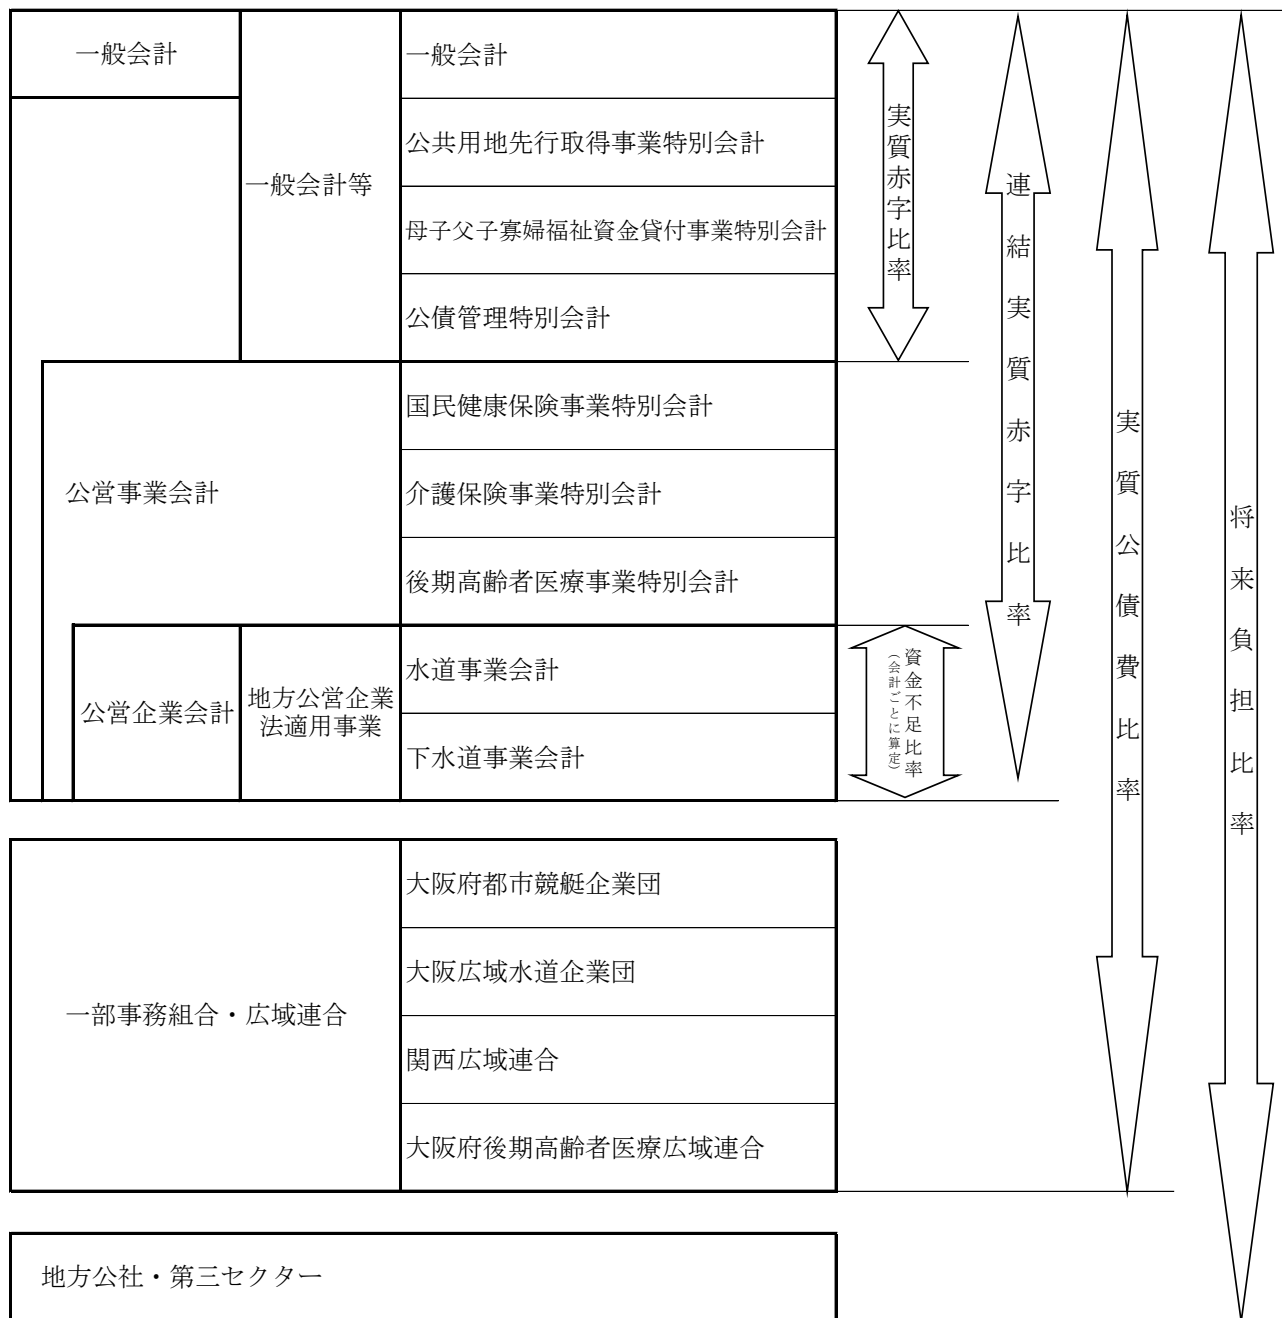 一般会計
一般会計等
一般会計
公共用地先行取得事業特別会計
母子父子寡婦福祉資金貸付事業特別会計
公債管理特別会計
公営事業会計
国民健康保険事業特別会計
介護保険事業特別会計
後期高齢者医療事業特別会計
公営企業会計
地方公営企業
法適用事業
水道事業会計
下水道事業会計
実質赤字比率
資金不足比率
（会計ごとに算定）
連結実質赤字比率
実質公債費比率
将来負担比率
一部事務組合・広域連合
大阪府都市競艇企業団
大阪広域水道企業団
関西広域連合
大阪府後期高齢者医療広域連合
地方公社・第三セクター